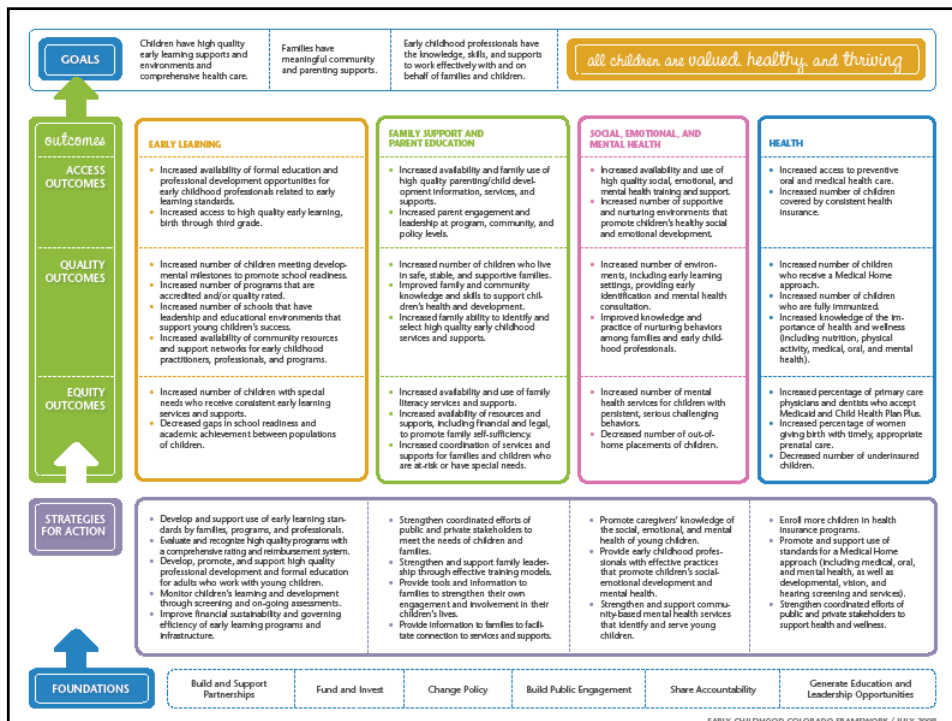 GOALS
Children have high quality
early learning supports and
environments and
comprehensive health care.
Families have
meaningful community
and parenting supports.
Early childhood professionals have
the knowledge, skills, and supports
to work effectively with and on
behalf of families and children.
all children are valued, healthy, and thriving
outcomes
ACCESS
OUTCOMES
QUALITY
OUTCOMES
EQUITY
OUTCOMES
EARLY LEARNING
• Increased availability of formal education and
professional development opportunities for
early childhood professionals related to early
learning standards.
• Increased access to high quality early learning,
birth through third grade.
• Increased number of children meeting develop-
mental milestones to promote school readiness.
• Increased number of programs that are
accredited and/or quality rated.
• Increased number of schools that have
leadership and educational environments that
support young children's success.
• Increased availability of community resources
and support networks for early childhood
practitioners, professionals, and programs.
• Increased number of children with special
needs who receive consistent early learning
services and supports.
• Decreased gaps in school readiness and
academic achievement between populations
of children.
FAMILY SUPPORT AND
PARENT EDUCATION
• Increased availability and family use of
high quality parenting/child devel-
opment information, services, and
supports.
• Increased parent engagement and
leadership at program, community, and
policy levels.
• Increased number of children who live
in safe, stable, and supportive families.
• Improved family and community
knowledge and skills to support chil-
dren's health and development.
• Increased family ability to identify and
select high quality early childhood
services and supports.
• Increased availability and use of family
literacy services and supports.
• Increased availability of resources and
supports, including financial and legal,
to promote family self-sufficiency.
• Increased coordination of services and
supports for families and children who
are at-risk or have special needs.
SOCIAL, EMOTIONAL, AND
MENTAL HEALTH
• Increased availability and use of
high quality social, emotional, and
mental health training and support.
• Increased number of supportive
and nurturing environments that
promote children's healthy social
and emotional development.
• Increased number of environ-
ments, including early learning
settings, providing early
identification and mental health
consultation.
• Improved knowledge and
practice of nurturing behaviors
among families and early child-
hood professionals.
• Increased number of mental
health services for children with
persistent, serious challenging
behaviors.
• Decreased number of out-of-
home placements of children.
HEALTH
• Increased access to preventive
oral and medical health care.
• Increased number of children
covered by consistent health
insurance.
• Increased number of children
who receive a Medical Home
approach.
• Increased number of children
who are fully immunized.
• Increased knowledge of the im-
portance of health and wellness
(including nutrition, physical
activity, medical, oral, and mental
health).
• Increased percentage of primary care
physicians and dentists who accept
Medicaid and Child Health Plan Plus.
• Increased percentage of women
giving birth with timely, appropriate
prenatal care.
• Decreased number of underinsured
children.
STRATEGIES
FOR ACTION
• Develop and support use of early learning stan-
dards by families, programs, and professionals.
• Evaluate and recognize high quality programs with
a comprehensive rating and reimbursement system.
• Develop, promote, and support high quality
professional development and formal education
for adults who work with young children.
• Monitor children's learning and development
through screening and on-going assessments.
• Improve financial sustainability and governing
efficiency of early learning programs and
infrastructure.
• Strengthen coordinated efforts of
public and private stakeholders to
meet the needs of children and
families.
• Strengthen and support family leader-
ship through effective training models.
• Provide tools and information to
families to strengthen their own
engagement and involvement in their
children's lives.
• Provide information to families to facili-
tate connection to services and supports.
• Promote caregivers' knowledge of
the social, emotional, and mental
health of young children.
• Provide early childhood profes-
sionals with effective practices
that promote children's social-
emotional development and
mental health.
• Strengthen and support commu-
nity-based mental health services
that identify and serve young
children.
• Enroll more children in health
insurance programs.
• Promote and support use of
standards for a Medical Home
approach (including medical, oral,
and mental health, as well as
developmental, vision, and
hearing screening and services).
• Strengthen coordinated efforts of
public and private stakeholders to
support health and wellness.
FOUNDATIONS
Build and Support
Partnerships
Fund and Invest
Change Policy
Build Public Engagement
Share Accountability
Generate Education and
Leadership Opportunities
EARLY CHILDHOOD COLORADO FRAMEWORK / JULY 2008